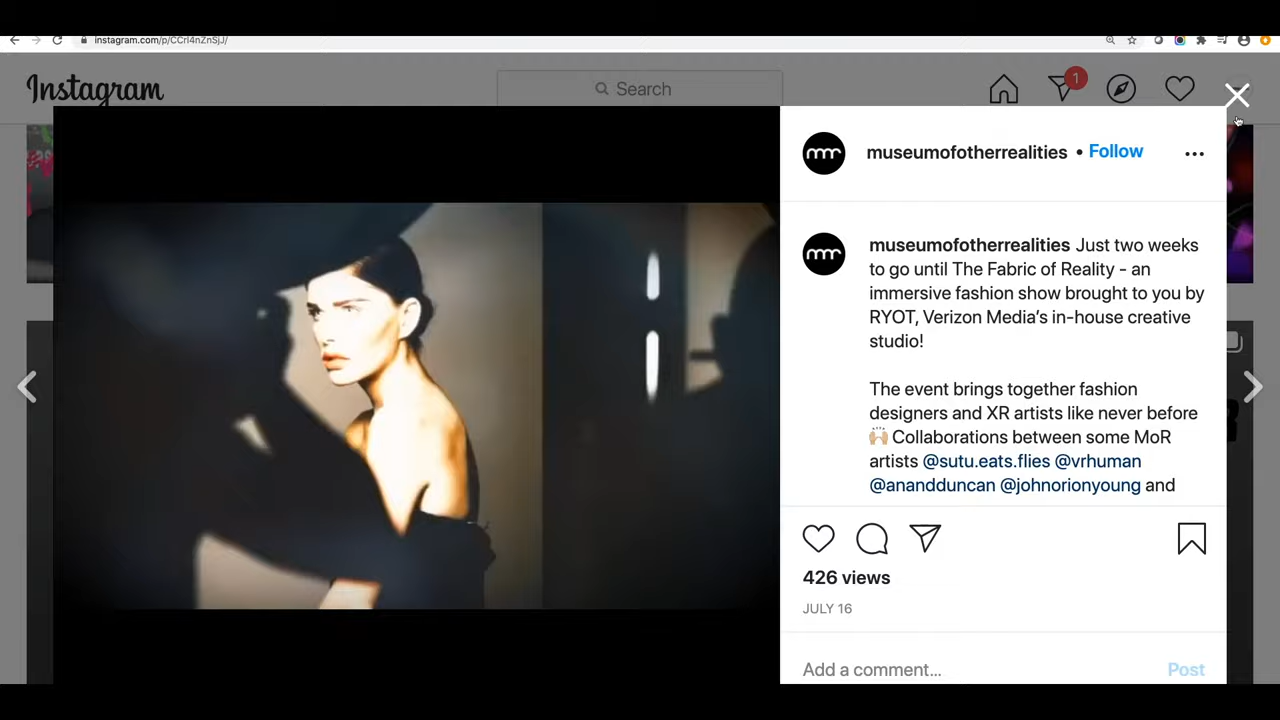 instagram.com/p/CCrl4nZnSjJ/
Instagram
Search
1
museumofotherrealities • Follow
museumofotherrealities Just two weeks
to go until The Fabric of Reality - an
immersive fashion show brought to you by
RYOT, Verizon Media's in-house creative
studio!
The event brings together fashion
designers and XR artists like never before
🙌🏼 Collaborations between some MoR
artists @sutu.eats.flies @vrhuman
@anandduncan @johnorionyoung and
426 views
JULY 16
Add a comment...
Post